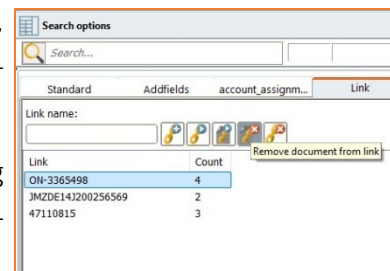 Search options
Search...
Standard Addfields account_assignm... Link
Link name:
Remove document from link
Link Count
ON-3365498 4
JMZDE14J200256569 2
47110815 3